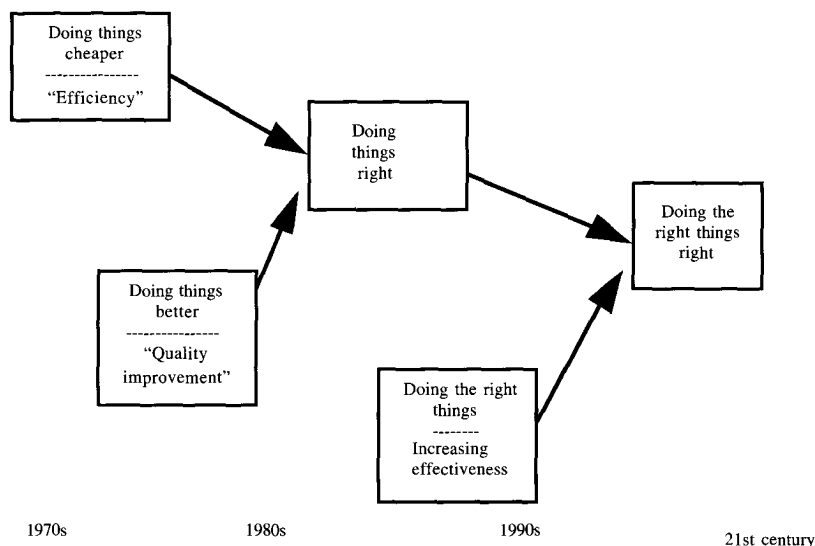 Doing things
cheaper
----------------
“Efficiency”
Doing
things
right
Doing the
right things
right
Doing things
better
----------------
“Quality
improvement”
Doing the right
things
--------
Increasing
effectiveness
1970s
1980s
1990s
21st century